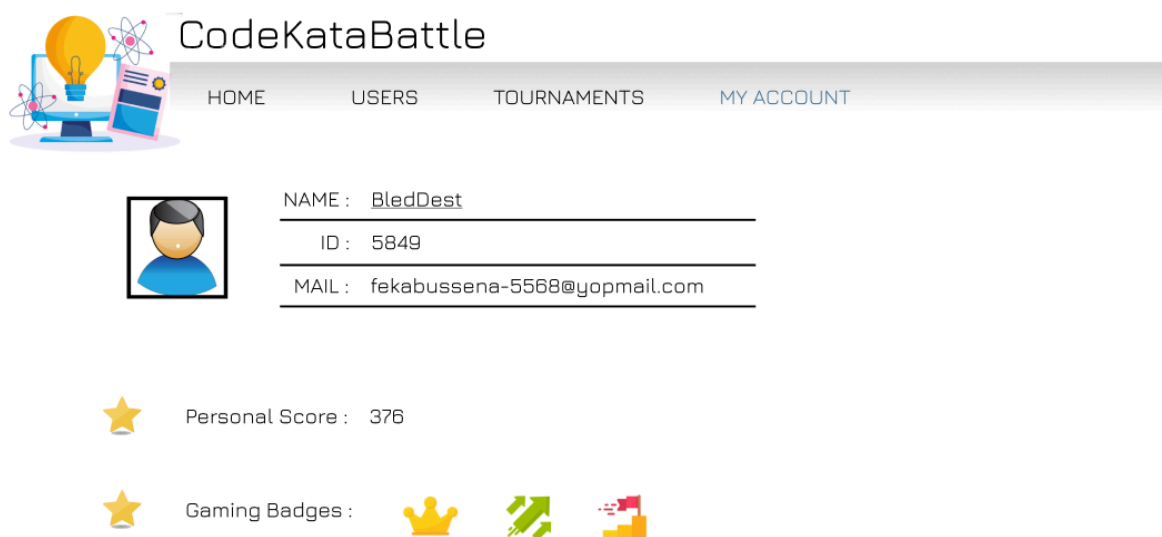 CodeKataBattle
HOME USERS TOURNAMENTS MY ACCOUNT
NAME : BledDest
ID : 5849
MAIL : fekabussena-5568@yopmail.com
Personal Score : 376
Gaming Badges :